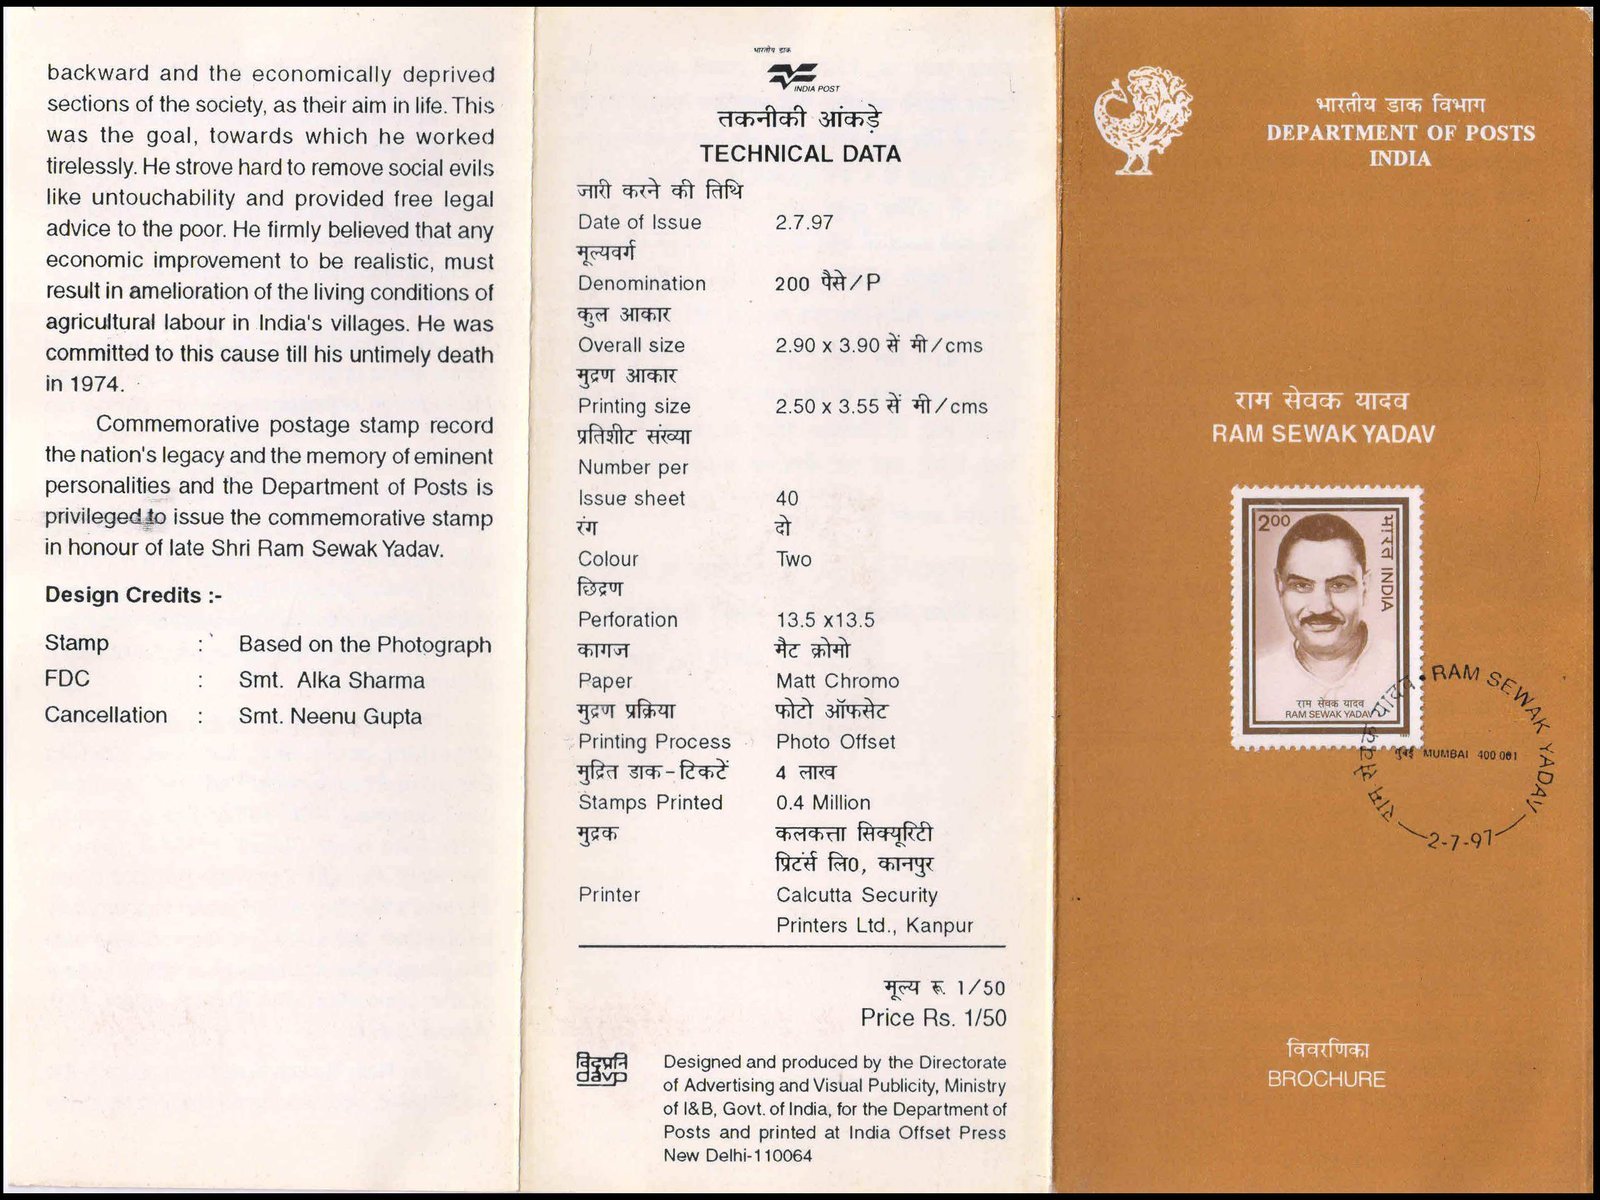 backward and the economically deprived
sections of the society, as their aim in life. This
was the goal, towards which he worked
tirelessly. He strove hard to remove social evils
like untouchability and provided free legal
advice to the poor. He firmly believed that any
economic improvement to be realistic, must
result in amelioration of the living conditions of
agricultural labour in India's villages. He was
committed to this cause till his untimely death
in 1974.
Commemorative postage stamp record
the nation's legacy and the memory of eminent
personalities and the Department of Posts is
privileged to issue the commemorative stamp
in honour of late Shri Ram Sewak Yadav.
Design Credits :-
Stamp : Based on the Photograph
FDC : Smt. Alka Sharma
Cancellation : Smt. Neenu Gupta
भारतीय डाक
INDIA POST
तकनीकी आंकड़े
TECHNICAL DATA
जारी करने की तिथि
Date of Issue 2.7.97
मूल्यवर्ग
Denomination 200 पैसे/P
कुल आकार
Overall size 2.90 x 3.90 सें मी/cms
मुद्रण आकार
Printing size 2.50 x 3.55 सें मी/cms
प्रतिशीट संख्या
Number per
Issue sheet 40
रंग दो
Colour Two
छिद्रण
Perforation 13.5 x13.5
कागज मैट क्रोमो
Paper Matt Chromo
मुद्रण प्रक्रिया फोटो ऑफसेट
Printing Process Photo Offset
मुद्रित डाक-टिकटें 4 लाख
Stamps Printed 0.4 Million
मुद्रक कलकत्ता सिक्यूरिटी
प्रिटंर्स लि0, कानपुर
Printer Calcutta Security
Printers Ltd., Kanpur
मूल्य रू. 1/50
Price Rs. 1/50
विदृप्रनि
davp
Designed and produced by the Directorate
of Advertising and Visual Publicity, Ministry
of I&B, Govt. of India, for the Department of
Posts and printed at India Offset Press
New Delhi-110064
भारतीय डाक विभाग
DEPARTMENT OF POSTS
INDIA
राम सेवक यादव
RAM SEWAK YADAV
200
भारत INDIA
राम सेवक यादव
RAM SEWAK YADAV
राम सेवक यादव • RAM SEWAK YADAV
मुंबई MUMBAI 400 001
2-7-97
विवरणिका
BROCHURE